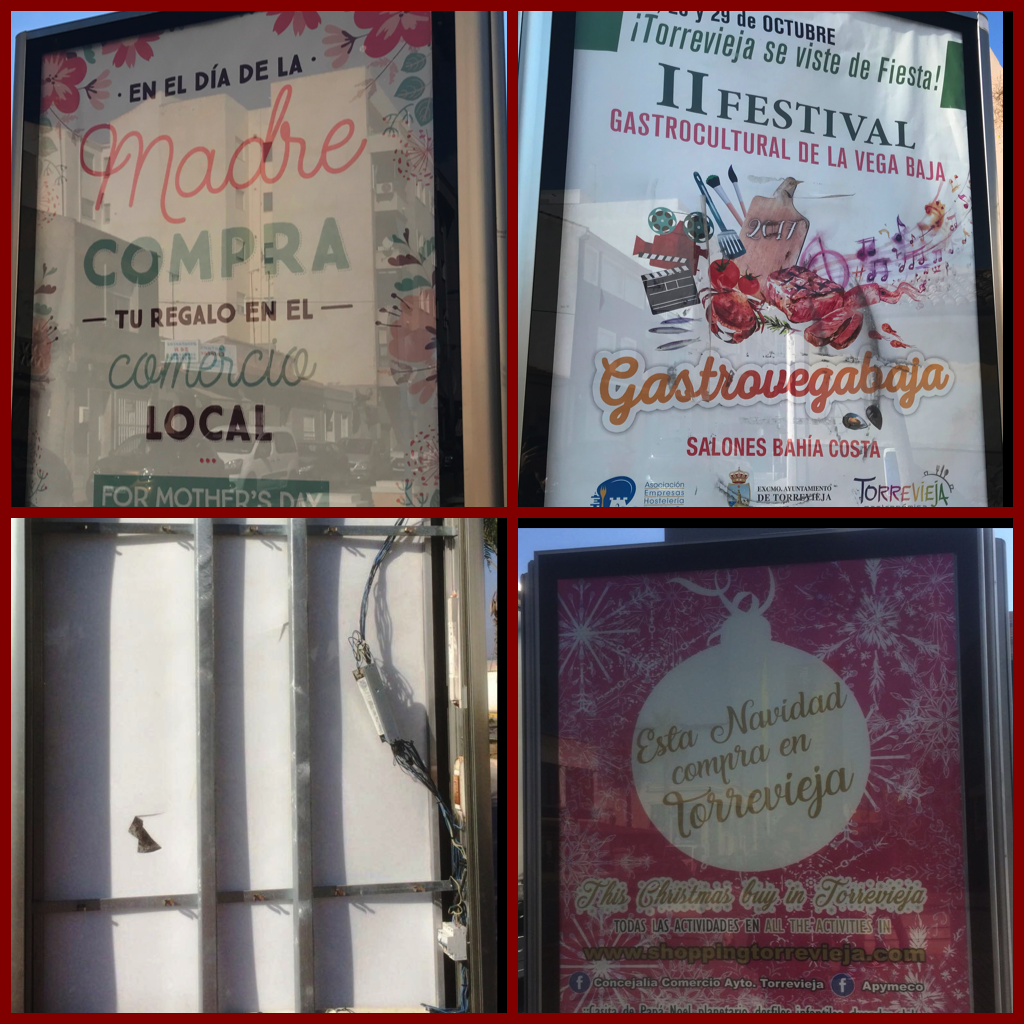 · EN EL DÍA DE LA ·
Madre
COMPRA
— TU REGALO EN EL —
comercio
LOCAL
FOR MOTHER'S DAY
y 29 de OCTUBRE
¡Torrevieja se viste de Fiesta!
II FESTIVAL
GASTROCULTURAL DE LA VEGA BAJA
2017
Gastrovegabaja
SALONES BAHÍA COSTA
Asociación
Empresas
Hostelería
EXCMO. AYUNTAMIENTO
DE TORREVIEJA
TORREVIEJA
Esta Navidad
compra en
Torrevieja
This Christmas buy in Torrevieja
TODAS LAS ACTIVIDADES EN ALL THE ACTIVITIES IN
www.shoppingtorrevieja.com
f Concejalia Comercio Ayto. Torrevieja f Apymeco